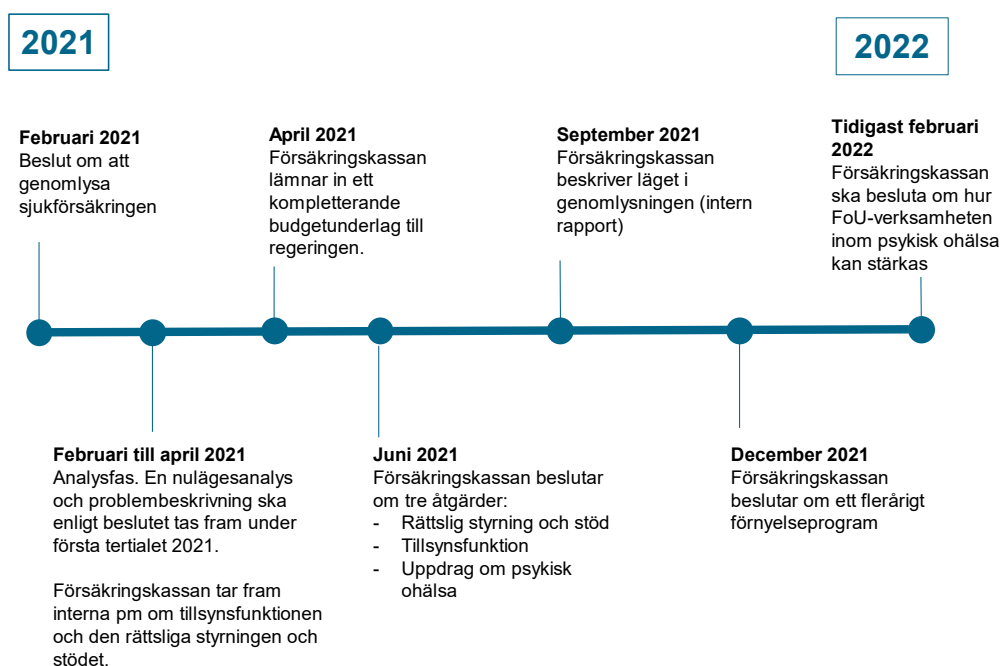 2021
2022
Februari 2021
Beslut om att
genomlysa
sjukförsäkringen
April 2021
Försäkringskassan
lämnar in ett
kompletterande
budgetunderlag till
regeringen.
September 2021
Försäkringskassan
beskriver läget i
genomlysningen (intern
rapport)
Tidigast februari
2022
Försäkringskassan
ska besluta om hur
FoU-verksamheten
inom psykisk ohälsa
kan stärkas
Februari till april 2021
Analysfas. En nulägesanalys
och problembeskrivning ska
enligt beslutet tas fram under
första tertialet 2021.
Försäkringskassan tar fram
interna pm om tillsynsfunktionen
och den rättsliga styrningen och
stödet.
Juni 2021
Försäkringskassan beslutar
om tre åtgärder:
- Rättslig styrning och stöd
- Tillsynsfunktion
- Uppdrag om psykisk
ohälsa
December 2021
Försäkringskassan
beslutar om ett flerårigt
förnyelseprogram